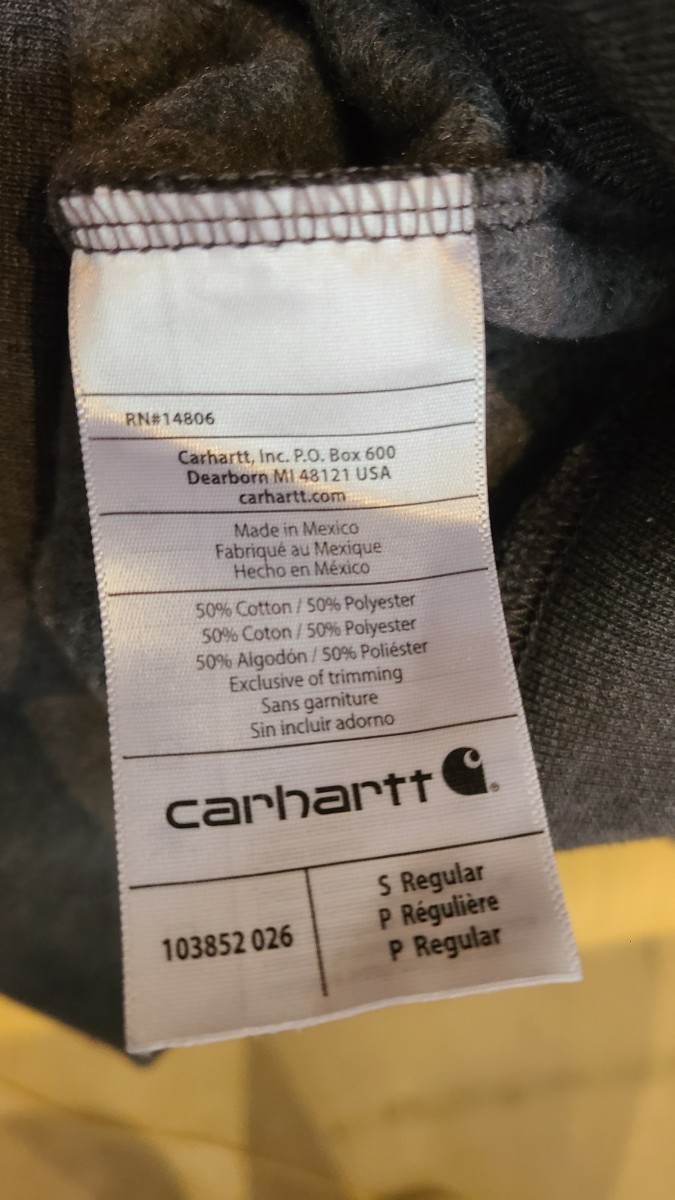 RN#14806
Carhartt, Inc. P.O. Box 600
Dearborn MI 48121 USA
carhartt.com
Made in Mexico
Fabriqué au Mexique
Hecho en México
50% Cotton / 50% Polyester
50% Coton / 50% Polyester
50% Algodón / 50% Poliéster
Exclusive of trimming
Sans garniture
Sin incluir adorno
carhartt
103852 026
S Regular
P Régulière
P Regular